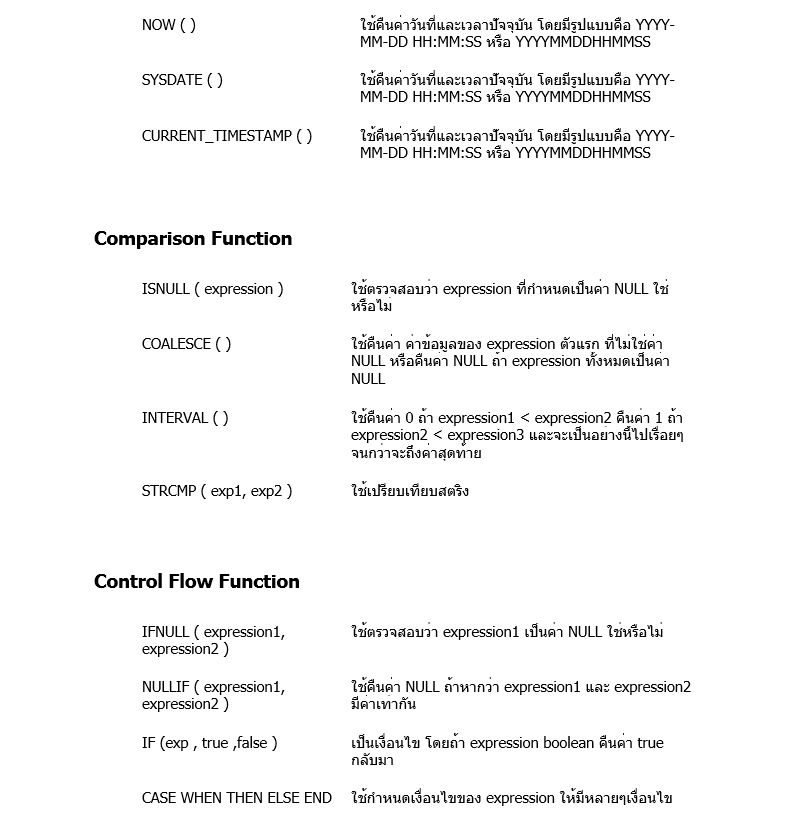 NOW ( ) ใช้คืนค่าวันที่และเวลาปัจจุบัน โดยมีรูปแบบคือ YYYY-
MM-DD HH:MM:SS หรือ YYYYMMDDHHMMSS
SYSDATE ( ) ใช้คืนค่าวันที่และเวลาปัจจุบัน โดยมีรูปแบบคือ YYYY-
MM-DD HH:MM:SS หรือ YYYYMMDDHHMMSS
CURRENT_TIMESTAMP ( ) ใช้คืนค่าวันที่และเวลาปัจจุบัน โดยมีรูปแบบคือ YYYY-
MM-DD HH:MM:SS หรือ YYYYMMDDHHMMSS
Comparison Function
ISNULL ( expression ) ใช้ตรวจสอบว่า expression ที่กำหนดเป็นค่า NULL ใช่
หรือไม่
COALESCE ( ) ใช้คืนค่า ค่าข้อมูลของ expression ตัวแรก ที่ไม่ใช่ค่า
NULL หรือคืนค่า NULL ถ้า expression ทั้งหมดเป็นค่า
NULL
INTERVAL ( ) ใช้คืนค่า 0 ถ้า expression1 < expression2 คืนค่า 1 ถ้า
expression2 < expression3 และจะเป็นอย่างนี้ไปเรื่อยๆ
จนกว่าจะถึงค่าสุดท้าย
STRCMP ( exp1, exp2 ) ใช้เปรียบเทียบสตริง
Control Flow Function
IFNULL ( expression1, ใช้ตรวจสอบว่า expression1 เป็นค่า NULL ใช่หรือไม่
expression2 )
NULLIF ( expression1, ใช้คืนค่า NULL ถ้าหากว่า expression1 และ expression2
expression2 ) มีค่าเท่ากัน
IF (exp , true ,false ) เป็นเงื่อนไข โดยถ้า expression boolean คืนค่า true
กลับมา
CASE WHEN THEN ELSE END ใช้กำหนดเงื่อนไขของ expression ให้มีหลายๆเงื่อนไข